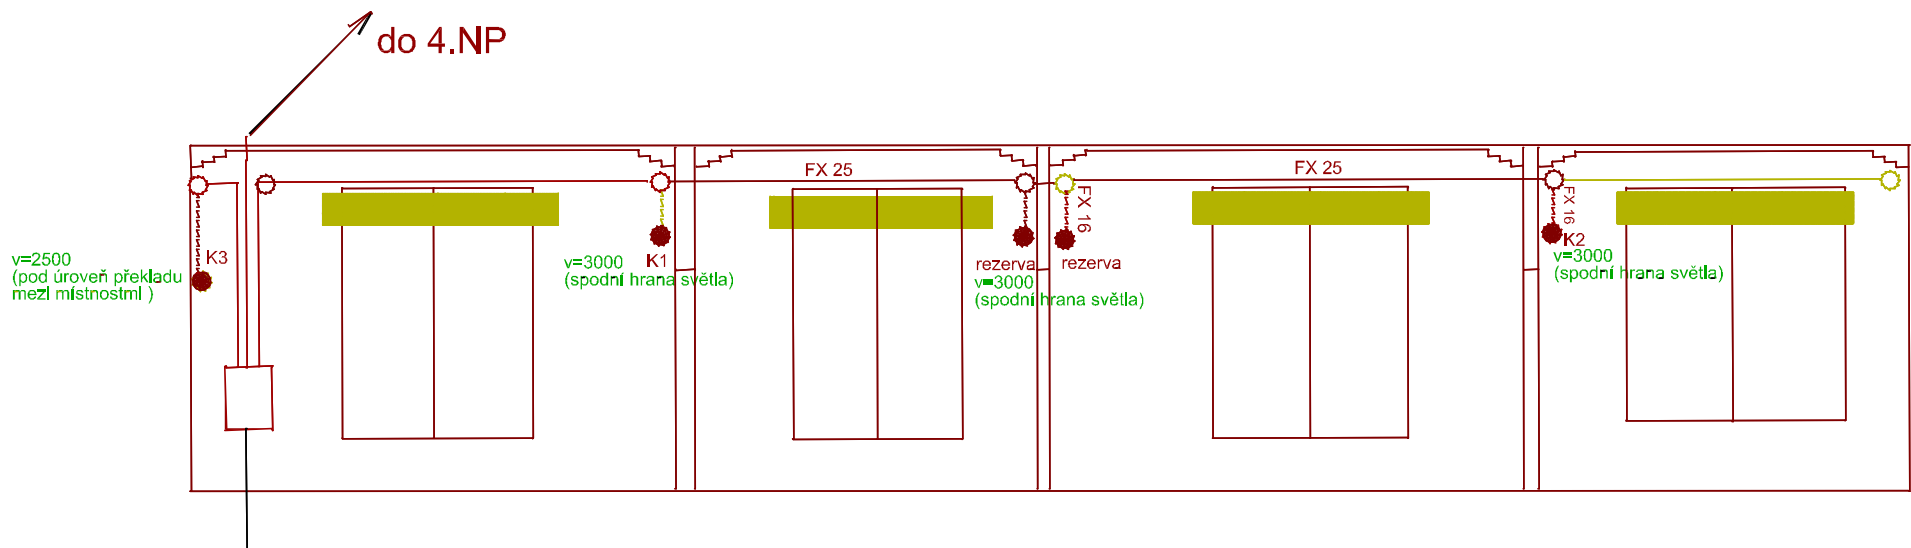 do 4.NP
FX 25
FX 25
FX 16
FX 16
K3
v=2500
(pod úroveň překladu
mezI místnostmI )
K1
v=3000
(spodní hrana světla)
rezerva
v=3000
(spodní hrana světla)
rezerva
K2
v=3000
(spodní hrana světla)